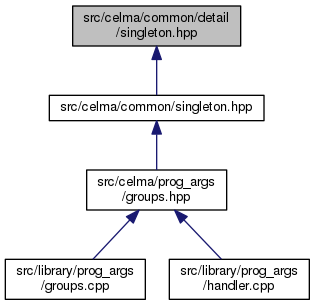 src/celma/common/detail
/singleton.hpp
src/celma/common/singleton.hpp
src/celma/prog_args
/groups.hpp
src/library/prog_args
/groups.cpp
src/library/prog_args
/handler.cpp